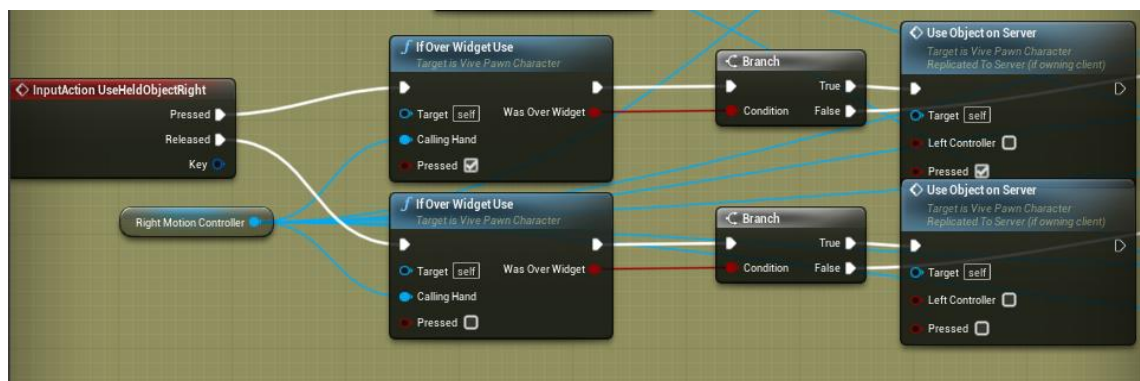 InputAction UseHeldObjectRight
Pressed
Released
Key
Right Motion Controller
If Over Widget Use
Target is Vive Pawn Character
Target self
Was Over Widget
Calling Hand
Pressed
Branch
True
Condition
False
Use Object on Server
Target is Vive Pawn Character
Replicated To Server (if owning client)
Target self
Left Controller
Pressed
If Over Widget Use
Target is Vive Pawn Character
Target self
Was Over Widget
Calling Hand
Pressed
Branch
True
Condition
False
Use Object on Server
Target is Vive Pawn Character
Replicated To Server (if owning client)
Target self
Left Controller
Pressed